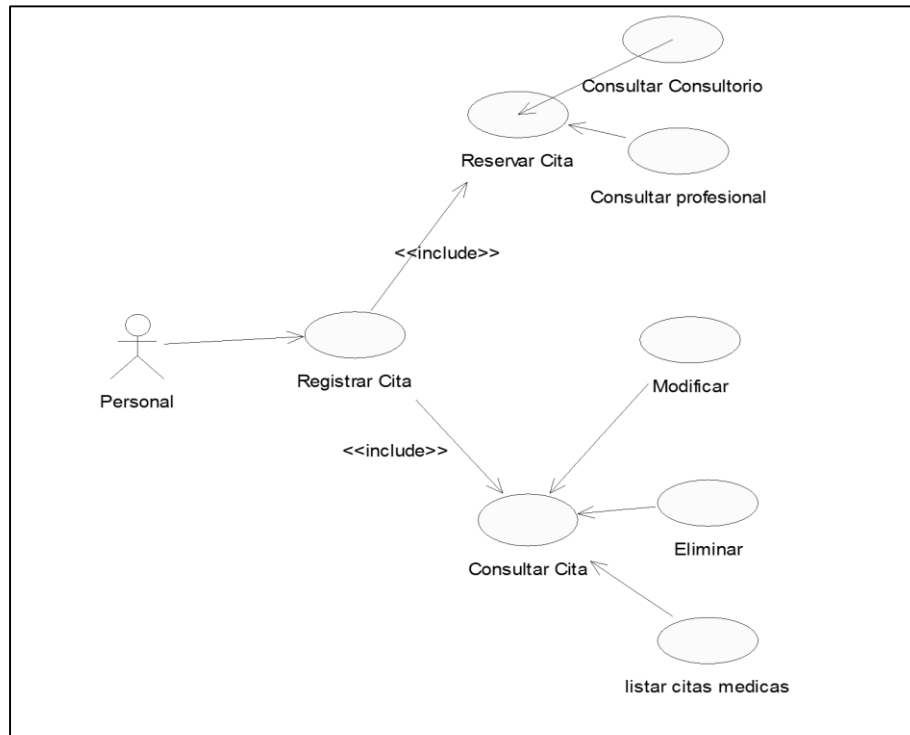 Consultar Consultorio
Reservar Cita
Consultar profesional
<<include>>
Registrar Cita
Personal
Modificar
<<include>>
Eliminar
Consultar Cita
listar citas medicas